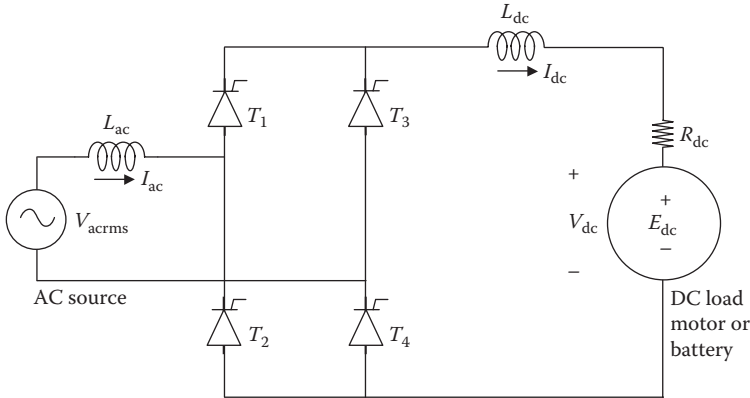 L_dc
I_dc
T_1
T_3
L_ac
I_ac
R_dc
V_acrms
+
V_dc
−
+
E_dc
−
AC source
T_2
T_4
DC load
motor or
battery